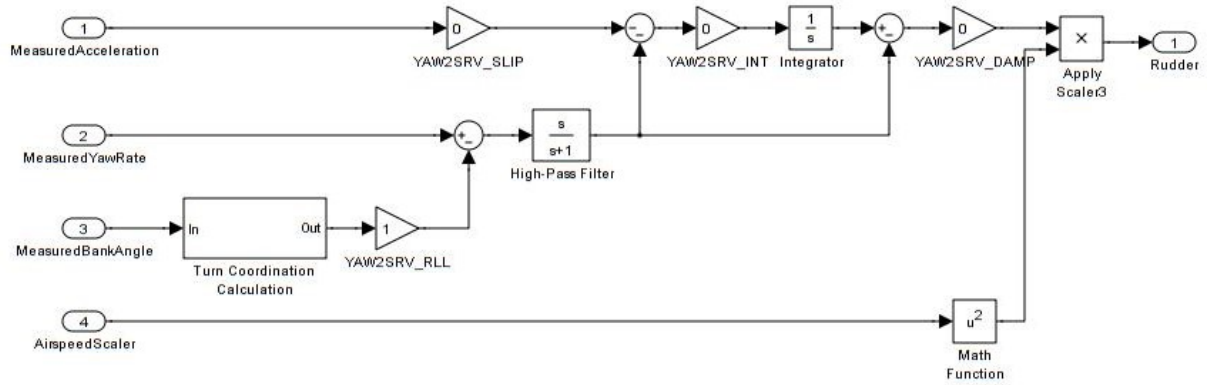 1
MeasuredAcceleration
0
YAW2SRV_SLIP
0
YAW2SRV_INT
1
s
Integrator
0
YAW2SRV_DAMP
×
Apply
Scaler3
1
Rudder
2
MeasuredYawRate
s
s+1
High-Pass Filter
3
MeasuredBankAngle
In
Out
Turn Coordination
Calculation
1
YAW2SRV_RLL
4
AirspeedScaler
u²
Math
Function